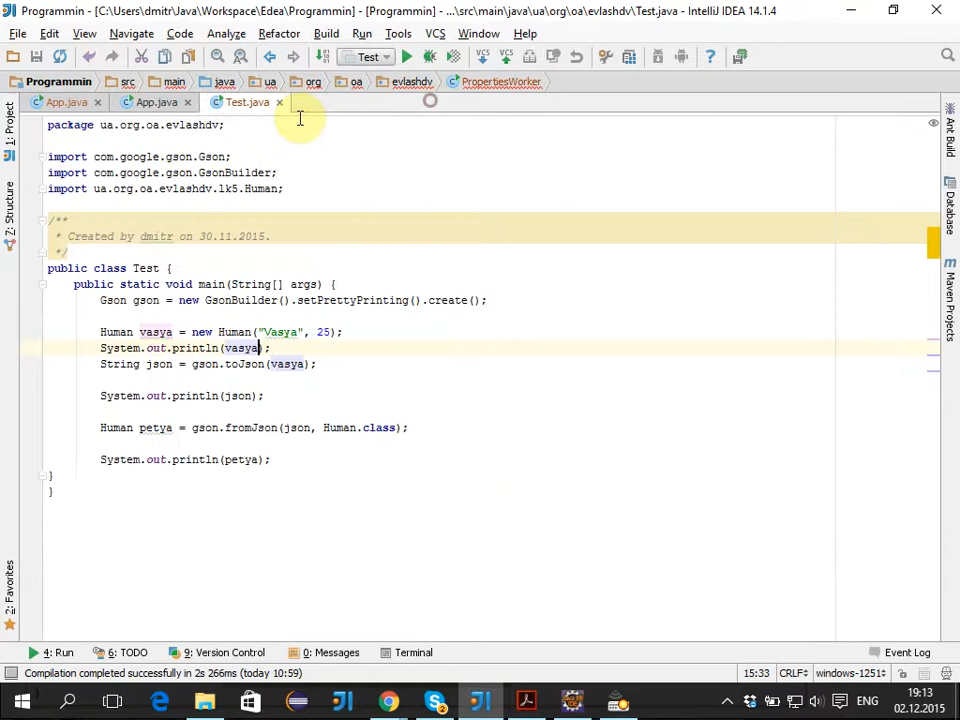 Programmin - [C:\Users\dmitr\Java\Workspace\Edea\Programmin] - [Programmin] - ...\src\main\java\ua\org\oa\evlashdv\Test.java - IntelliJ IDEA 14.1.4
File Edit View Navigate Code Analyze Refactor Build Run Tools VCS Window Help
Test
Programmin src main java ua org oa evlashdv PropertiesWorker
App.java App.java Test.java
1: Project
7: Structure
2: Favorites
Ant Build
Database
Maven Projects
package ua.org.oa.evlashdv;
import com.google.gson.Gson;
import com.google.gson.GsonBuilder;
import ua.org.oa.evlashdv.lk5.Human;
/**
* Created by dmitr on 30.11.2015.
*/
public class Test {
public static void main(String[] args) {
Gson gson = new GsonBuilder().setPrettyPrinting().create();
Human vasya = new Human("Vasya", 25);
System.out.println(vasya);
String json = gson.toJson(vasya);
System.out.println(json);
Human petya = gson.fromJson(json, Human.class);
System.out.println(petya);
}
}
4: Run 6: TODO 9: Version Control 0: Messages Terminal Event Log
Compilation completed successfully in 2s 266ms (today 10:59) 15:33 CRLF windows-1251
ENG 19:13
02.12.2015